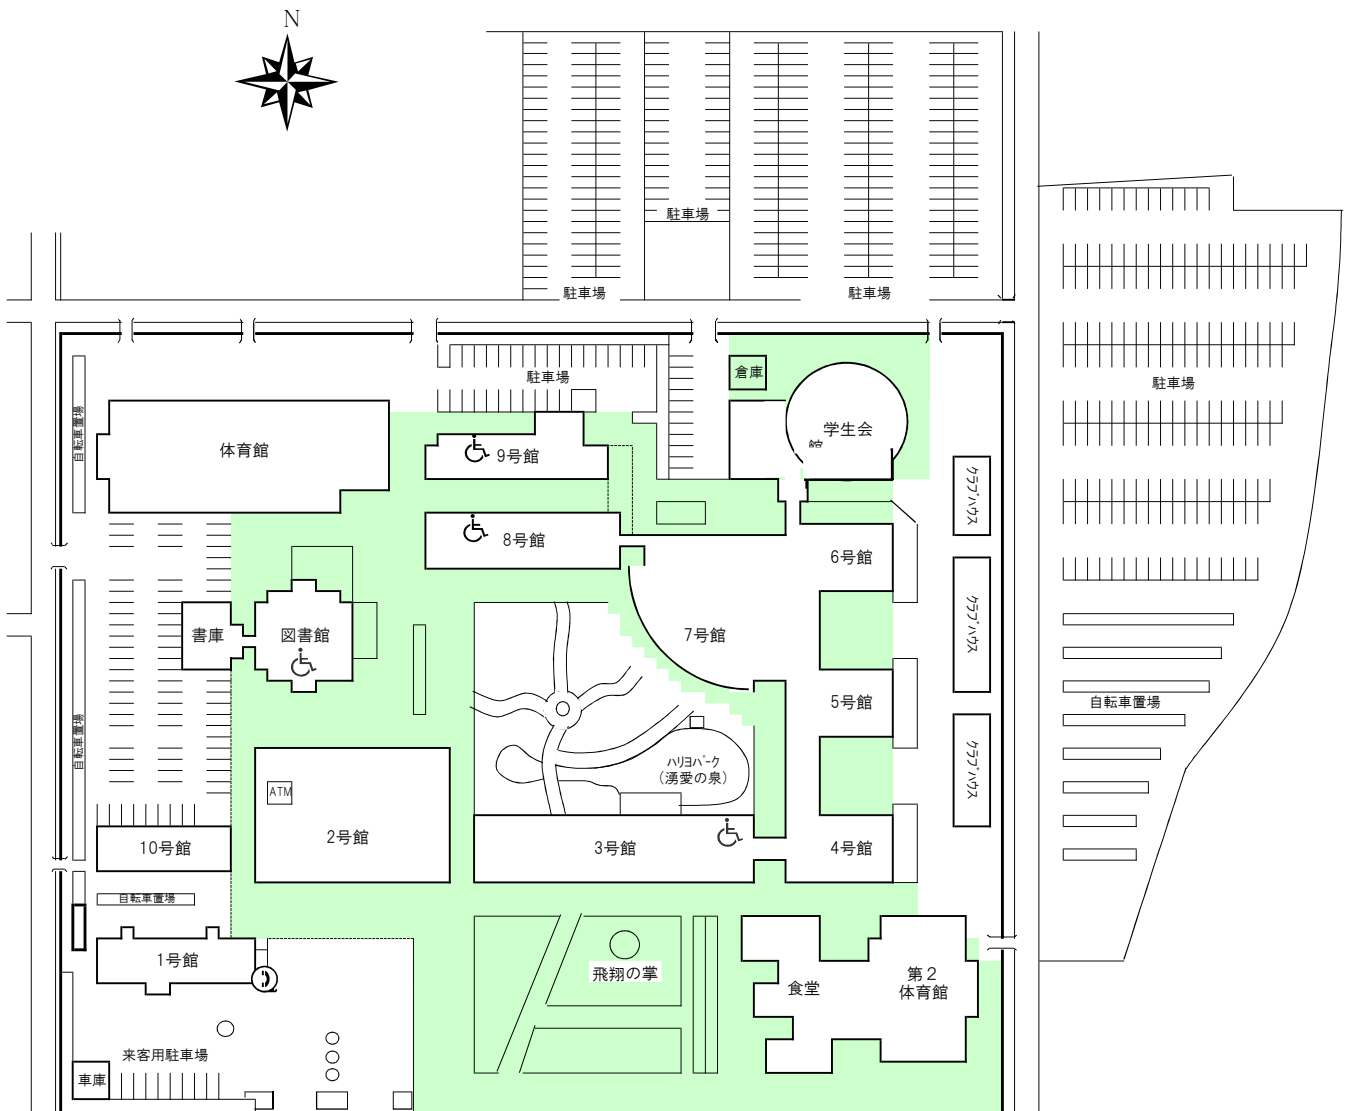 N
駐車場
駐車場
駐車場
駐車場
倉庫
駐車場
自転車置場
体育館
9号館
学生会
館
クラブハウス
8号館
6号館
クラブハウス
書庫
図書館
7号館
5号館
自転車置場
自転車置場
クラブハウス
ハリヨパーク
(湧愛の泉)
ATM
2号館
10号館
3号館
4号館
自転車置場
1号館
飛翔の掌
食堂
第2
体育館
来客用駐車場
車庫